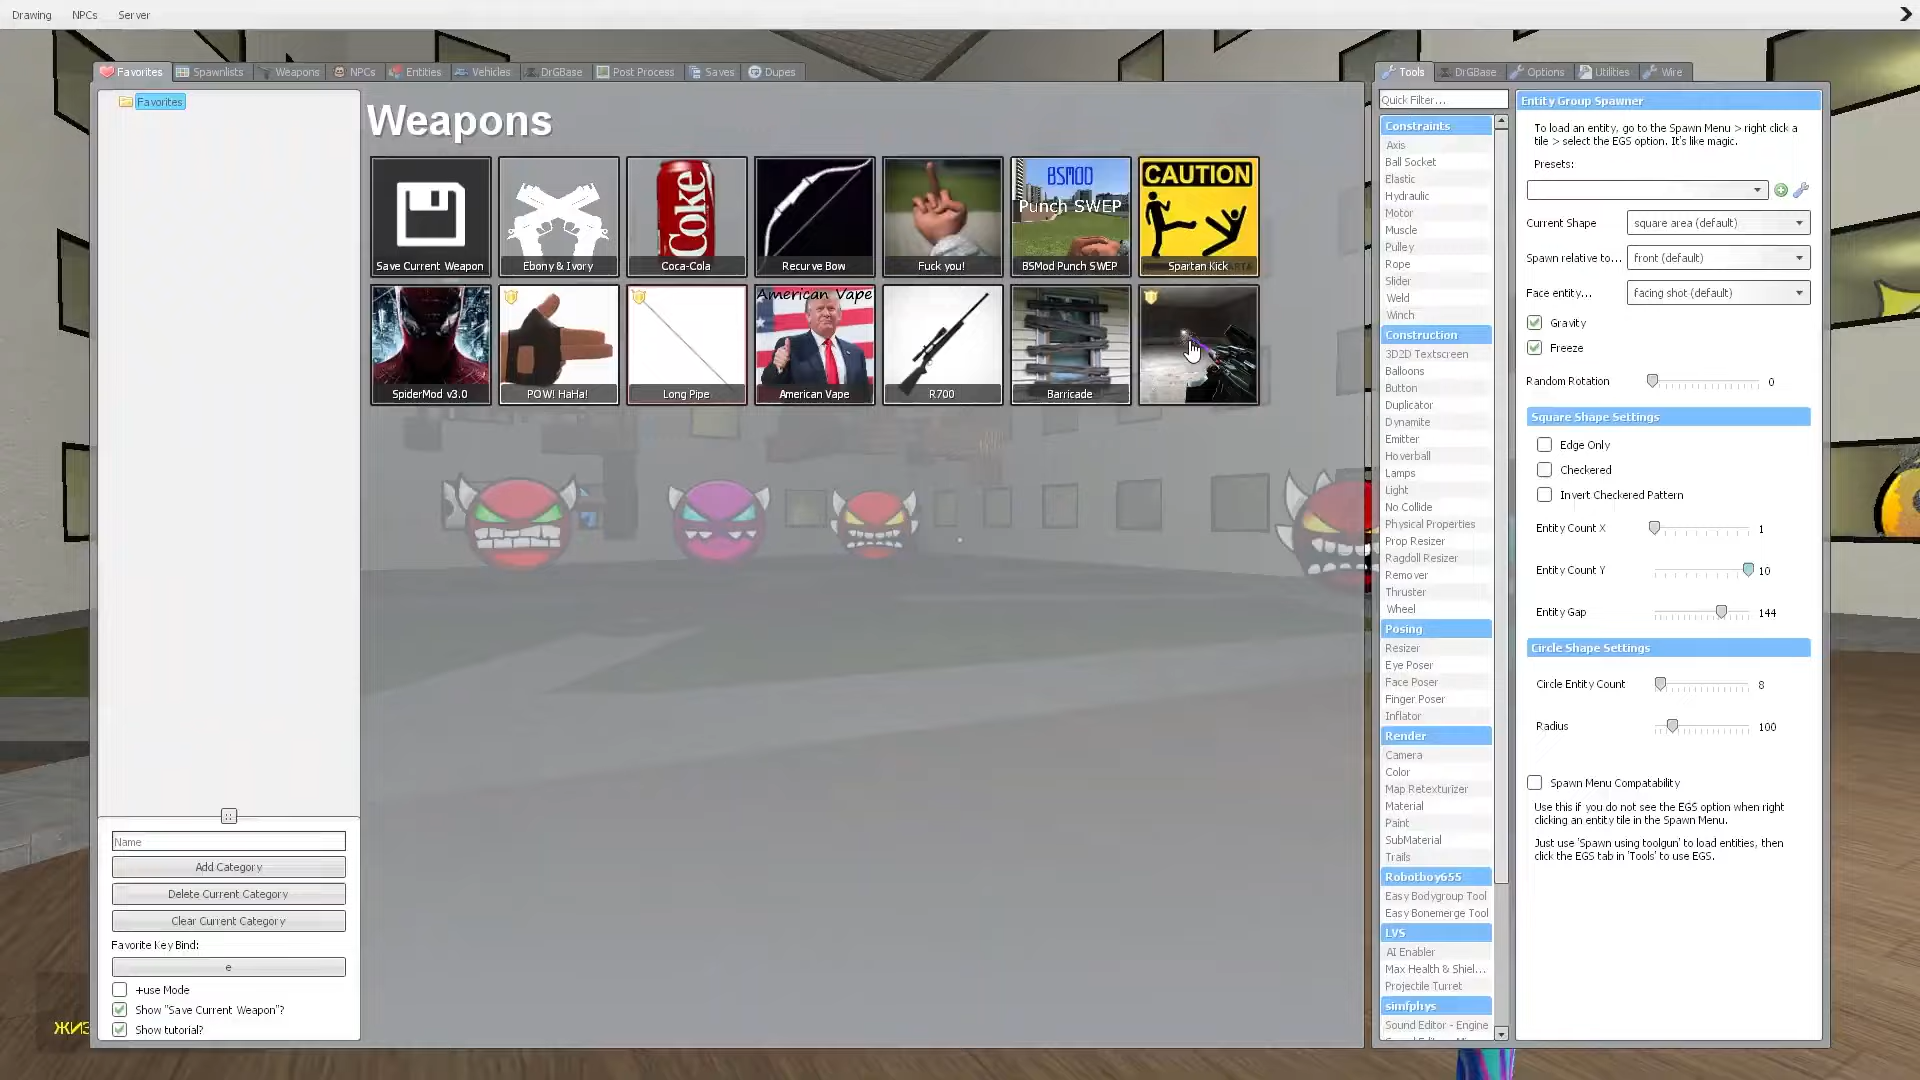 Drawing NPCs Server
Favorites Spawnlists Weapons NPCs Entities Vehicles DrGBase Post Process Saves Dupes
Favorites
Weapons
Coke
BSMOD
Punch SWEP
CAUTION
Save Current Weapon
Ebony & Ivory
Coca-Cola
Recurve Bow
Fuck you!
BSMod Punch SWEP
Spartan Kick
American Vape
SpiderMod v3.0
POW! HaHa!
Long Pipe
American Vape
R700
Barricade
Name
Add Category
Delete Current Category
Clear Current Category
Favorite Key Bind:
e
+use Mode
Show "Save Current Weapon"?
Show tutorial?
ЖИЗ
Tools DrGBase Options Utilities Wire
Quick Filter...
Constraints
Axis
Ball Socket
Elastic
Hydraulic
Motor
Muscle
Pulley
Rope
Slider
Weld
Winch
Construction
3D2D Textscreen
Balloons
Button
Duplicator
Dynamite
Emitter
Hoverball
Lamps
Light
No Collide
Physical Properties
Prop Resizer
Ragdoll Resizer
Remover
Thruster
Wheel
Posing
Resizer
Eye Poser
Face Poser
Finger Poser
Inflator
Render
Camera
Color
Map Retexturizer
Material
Paint
SubMaterial
Trails
Robotboy655
Easy Bodygroup Tool
Easy Bonemerge Tool
LVS
AI Enabler
Max Health & Shiel...
Projectile Turret
simfphys
Sound Editor - Engine
Entity Group Spawner
To load an entity, go to the Spawn Menu > right click a
tile > select the EGS option. It's like magic.
Presets:
Current Shape square area (default)
Spawn relative to... front (default)
Face entity... facing shot (default)
Gravity
Freeze
Random Rotation 0
Square Shape Settings
Edge Only
Checkered
Invert Checkered Pattern
Entity Count X 1
Entity Count Y 10
Entity Gap 144
Circle Shape Settings
Circle Entity Count 8
Radius 100
Spawn Menu Compatability
Use this if you do not see the EGS option when right
clicking an entity tile in the Spawn Menu.
Just use 'Spawn using toolgun' to load entities, then
click the EGS tab in 'Tools' to use EGS.